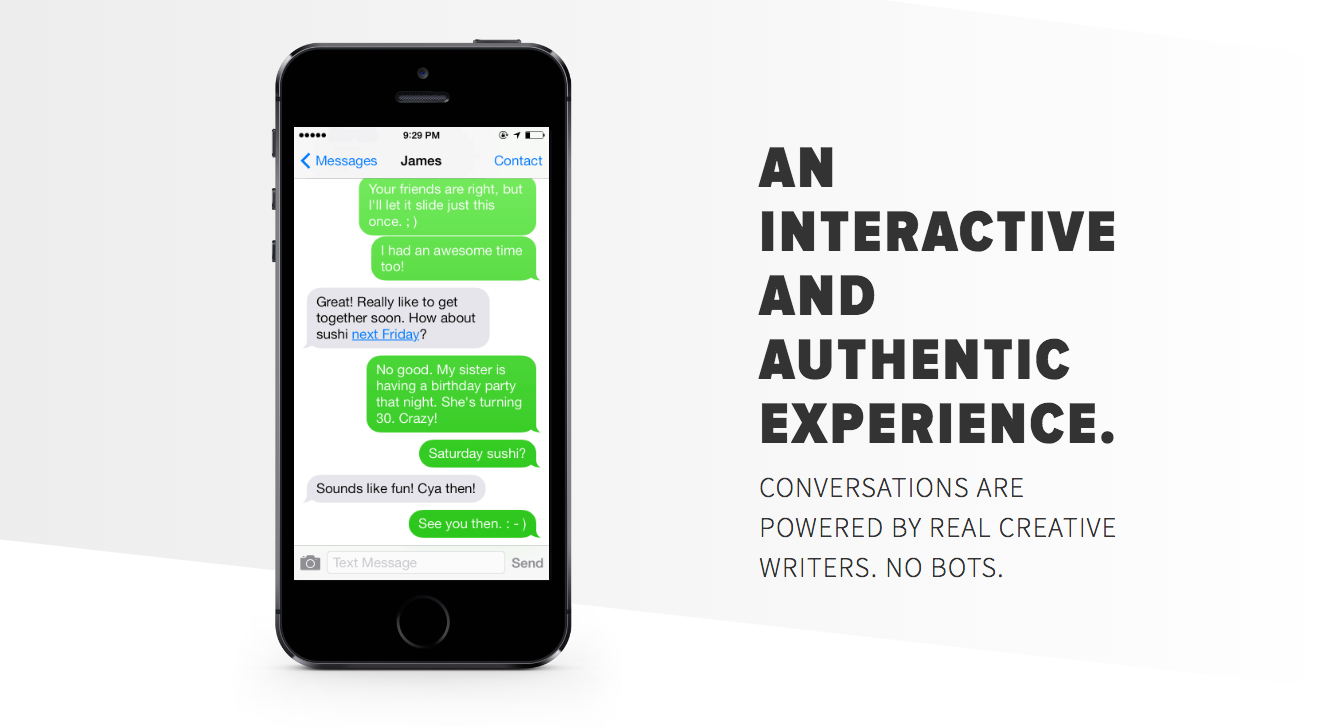 9:29 PM
Messages
James
Contact
Your friends are right, but
I'll let it slide just this
once. ; )
I had an awesome time
too!
Great! Really like to get
together soon. How about
sushi next Friday?
No good. My sister is
having a birthday party
that night. She's turning
30. Crazy!
Saturday sushi?
Sounds like fun! Cya then!
See you then. : - )
Text Message
Send
AN
INTERACTIVE
AND
AUTHENTIC
EXPERIENCE.
CONVERSATIONS ARE
POWERED BY REAL CREATIVE
WRITERS. NO BOTS.